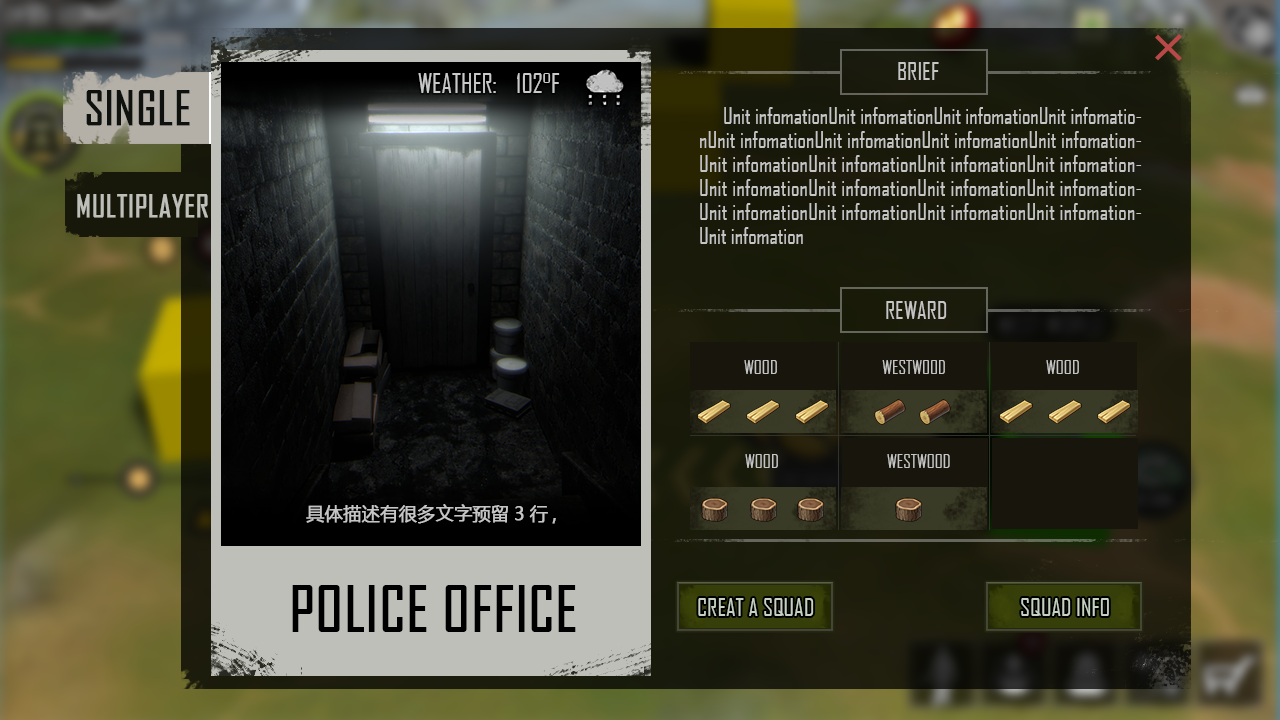 SINGLE
MULTIPLAYER
WEATHER: 102ºF
具体描述有很多文字预留 3 行 ,
POLICE OFFICE
BRIEF
Unit infomationUnit infomationUnit infomationUnit infomatio-
nUnit infomationUnit infomationUnit infomationUnit infomation-
Unit infomationUnit infomationUnit infomationUnit infomation-
Unit infomationUnit infomationUnit infomationUnit infomation-
Unit infomationUnit infomationUnit infomationUnit infomation-
Unit infomation
REWARD
WOOD WESTWOOD WOOD
WOOD WESTWOOD
CREAT A SQUAD SQUAD INFO